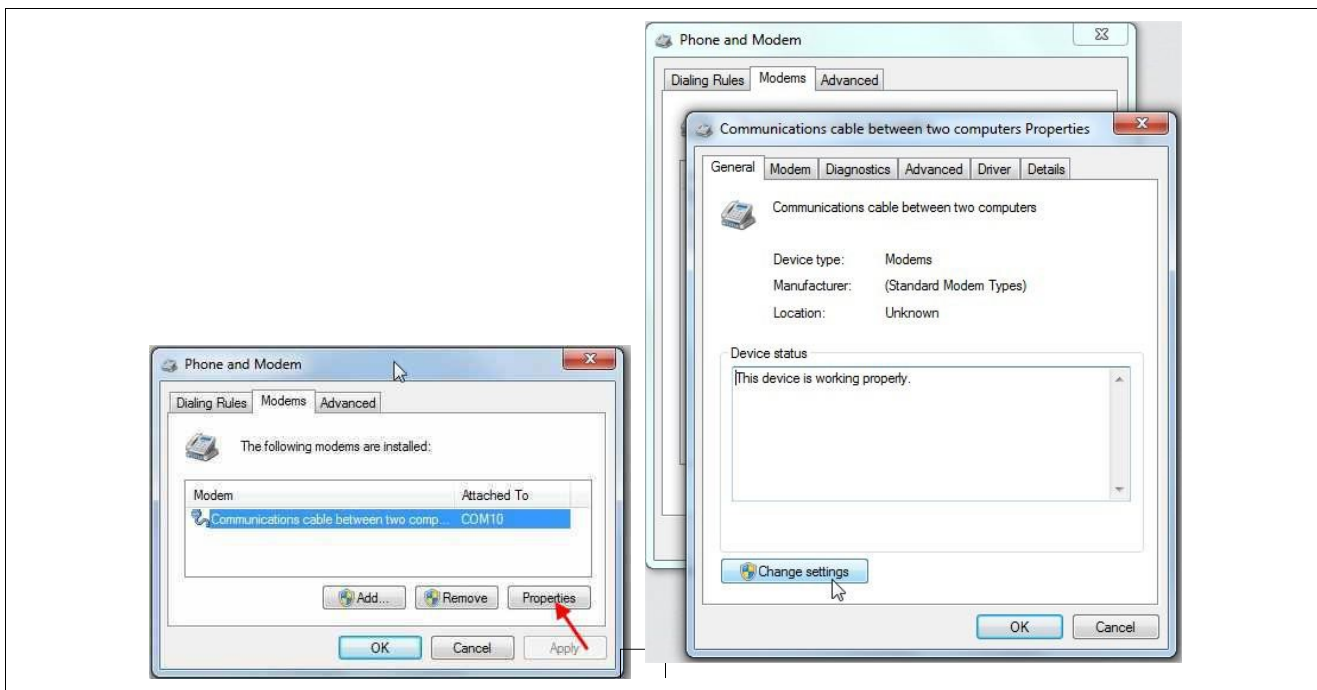 Phone and Modem
Dialing Rules Modems Advanced
The following modems are installed:
Modem Attached To
Communications cable between two comp... COM10
Add... Remove Properties
OK Cancel Apply
Phone and Modem
Dialing Rules Modems Advanced
Communications cable between two computers Properties
General Modem Diagnostics Advanced Driver Details
Communications cable between two computers
Device type: Modems
Manufacturer: (Standard Modem Types)
Location: Unknown
Device status
This device is working properly.
Change settings
OK Cancel